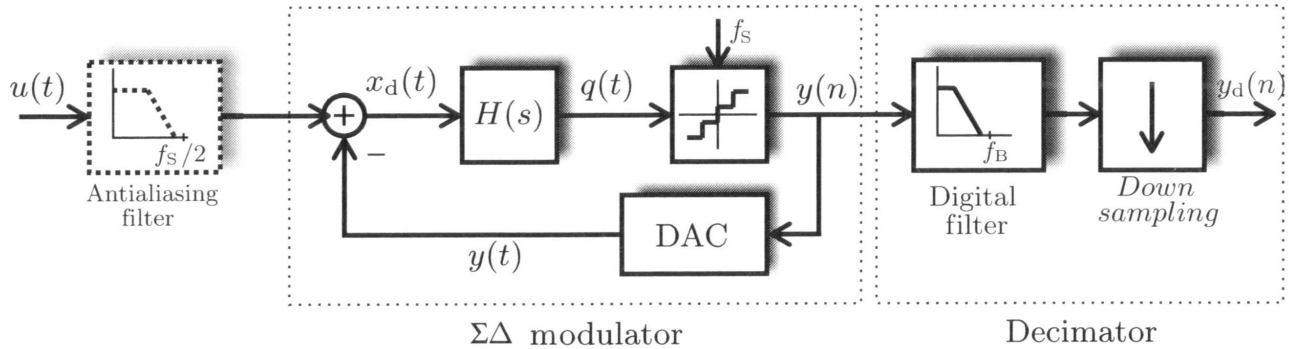 u(t)
f_S/2
Antialiasing
filter
+
−
x_d(t)
H(s)
q(t)
f_S
y(n)
DAC
y(t)
ΣΔ modulator
f_B
Digital
filter
Down
sampling
y_d(n)
Decimator